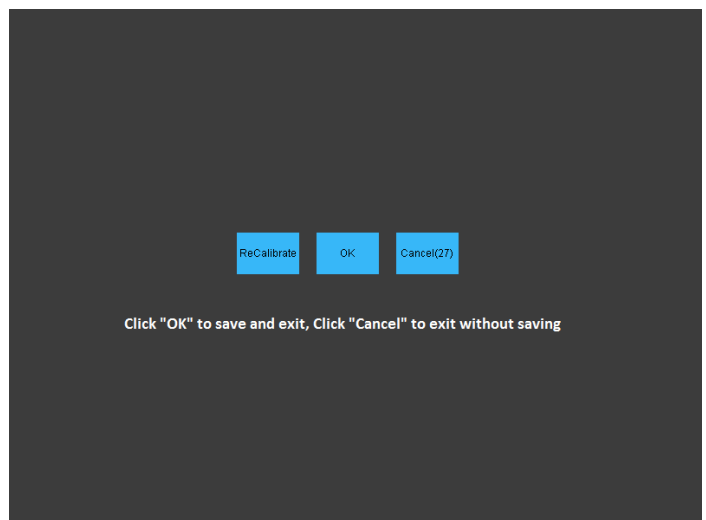 ReCalibrate OK Cancel(27)
Click "OK" to save and exit, Click "Cancel" to exit without saving